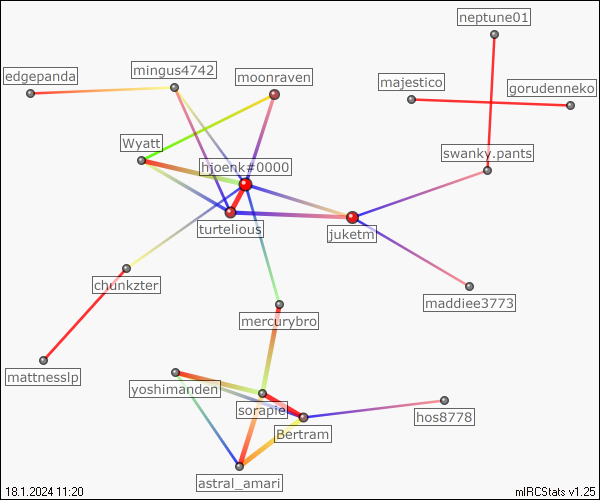 neptune01
edgepanda
mingus4742
moonraven
majestico
gorudenneko
Wyatt
hjoenk#0000
swanky.pants
turtelious
juketm
chunkzter
maddiee3773
mercurybro
mattnesslp
yoshimanden
sorapie
hos8778
Bertram
astral_amari
18.1.2024 11:20
mIRCStats v1.25